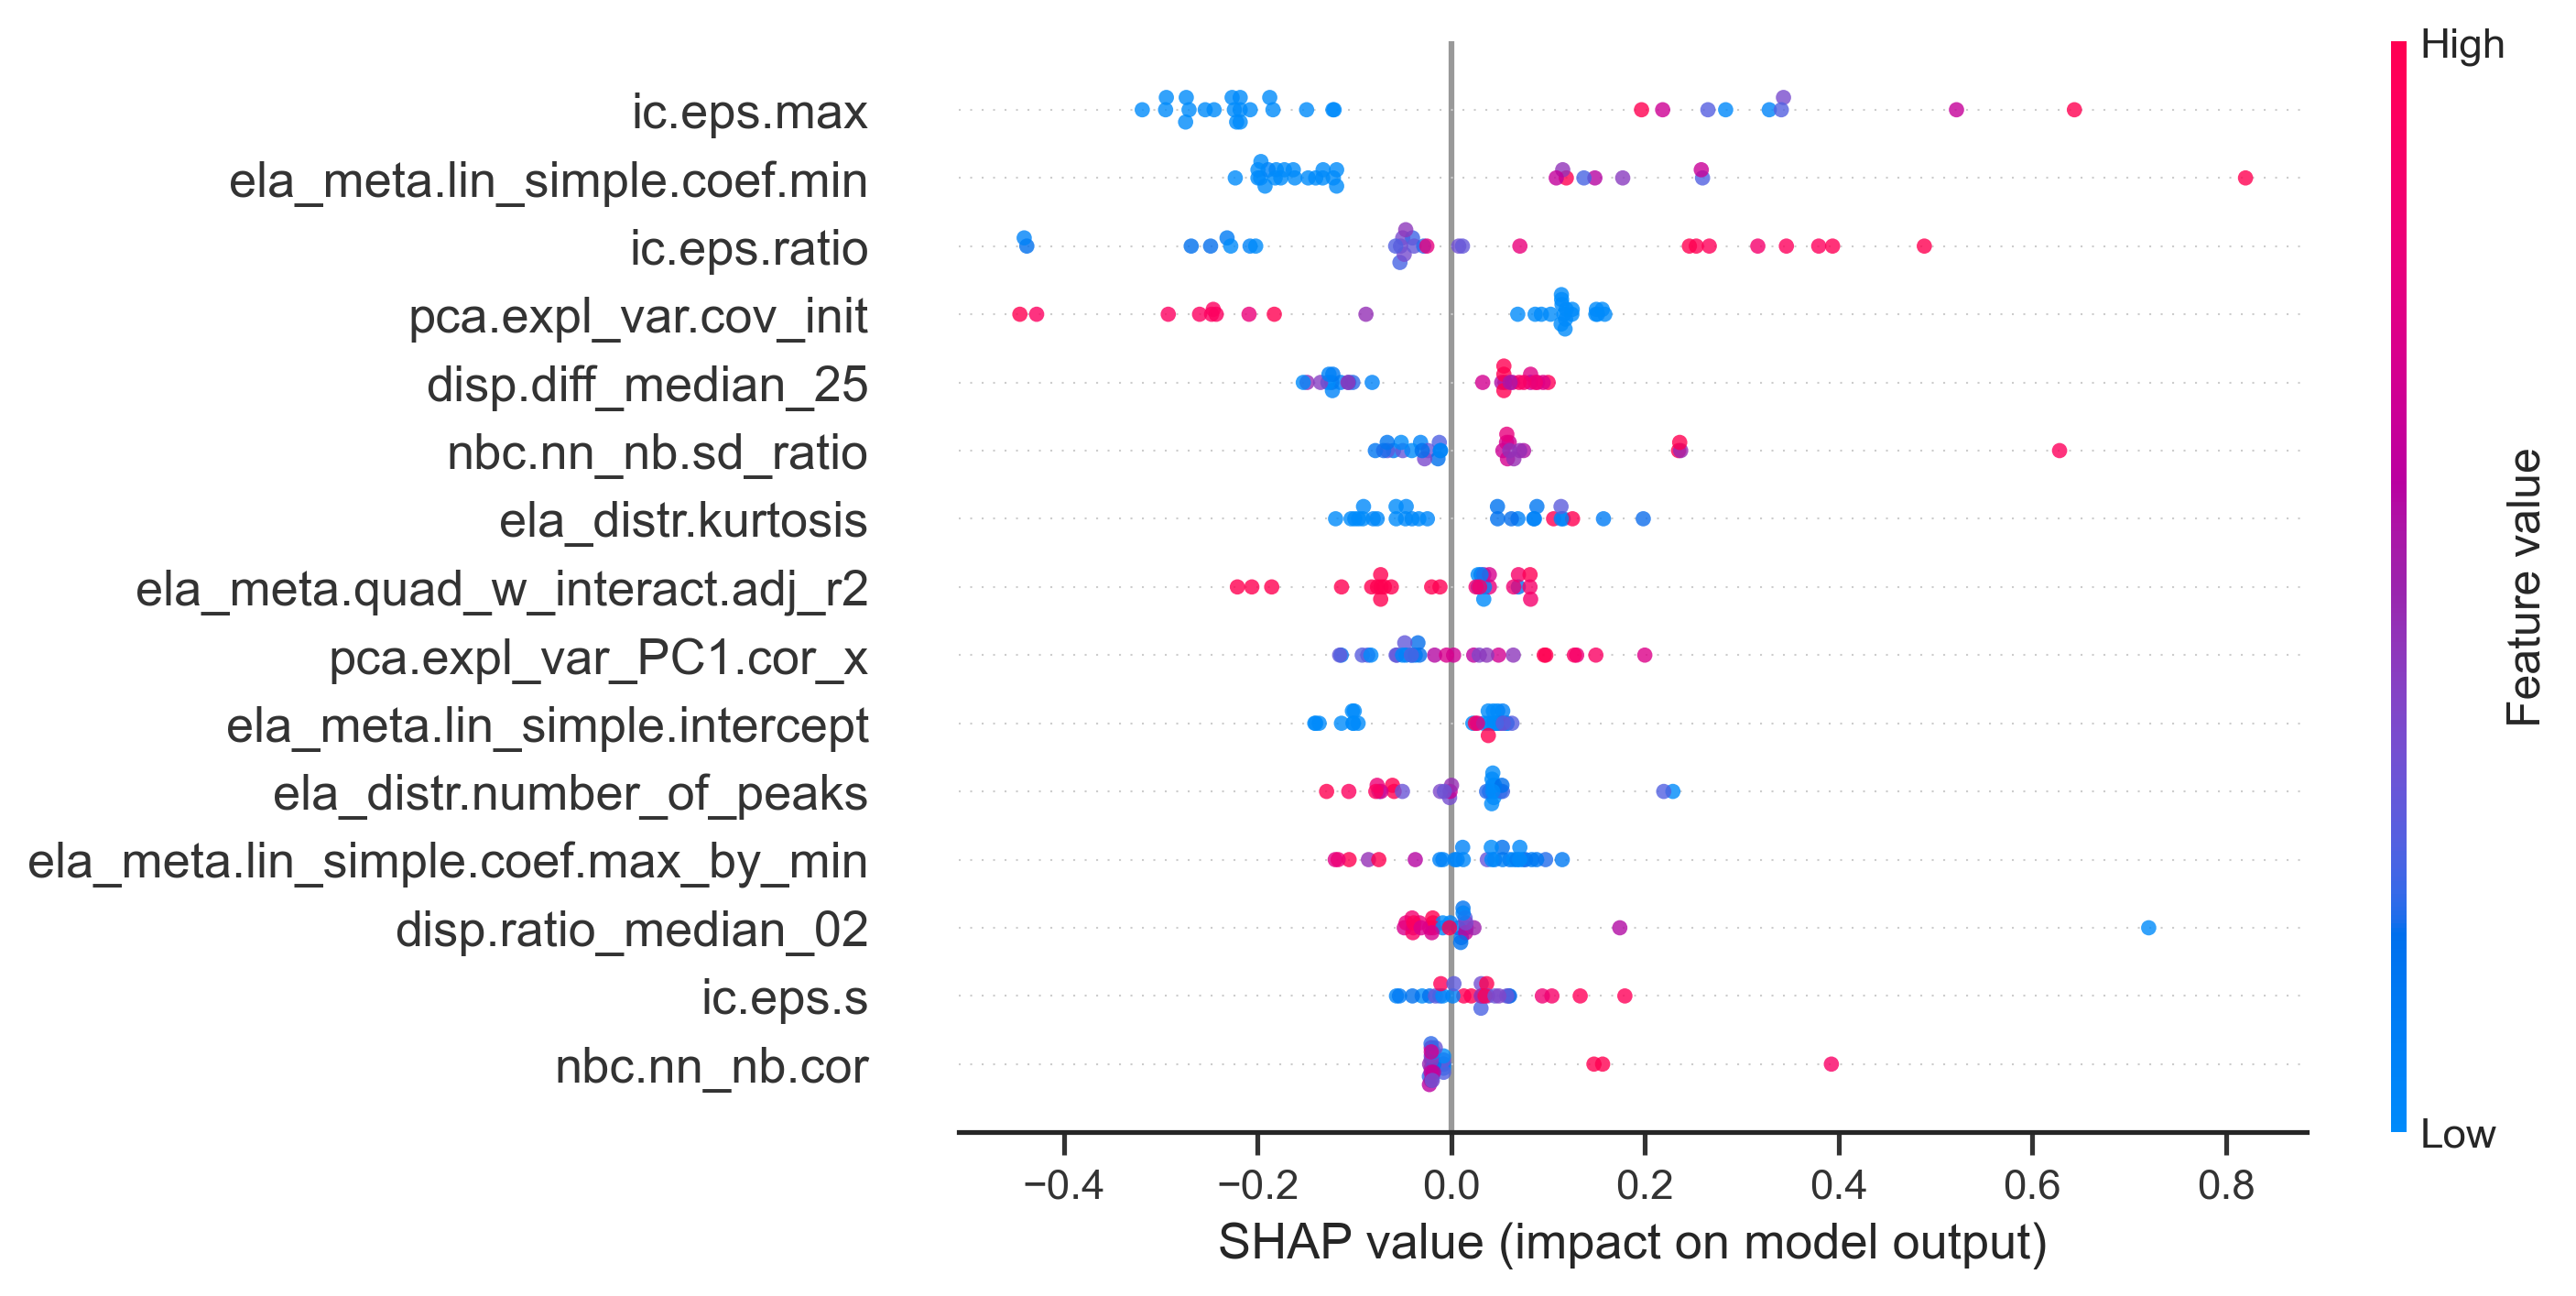 High
ic.eps.max
ela_meta.lin_simple.coef.min
ic.eps.ratio
pca.expl_var.cov_init
disp.diff_median_25
nbc.nn_nb.sd_ratio
ela_distr.kurtosis
ela_meta.quad_w_interact.adj_r2
pca.expl_var_PC1.cor_x
ela_meta.lin_simple.intercept
ela_distr.number_of_peaks
ela_meta.lin_simple.coef.max_by_min
disp.ratio_median_02
ic.eps.s
nbc.nn_nb.cor
Feature value
Low
−0.4 −0.2 0.0 0.2 0.4 0.6 0.8
SHAP value (impact on model output)